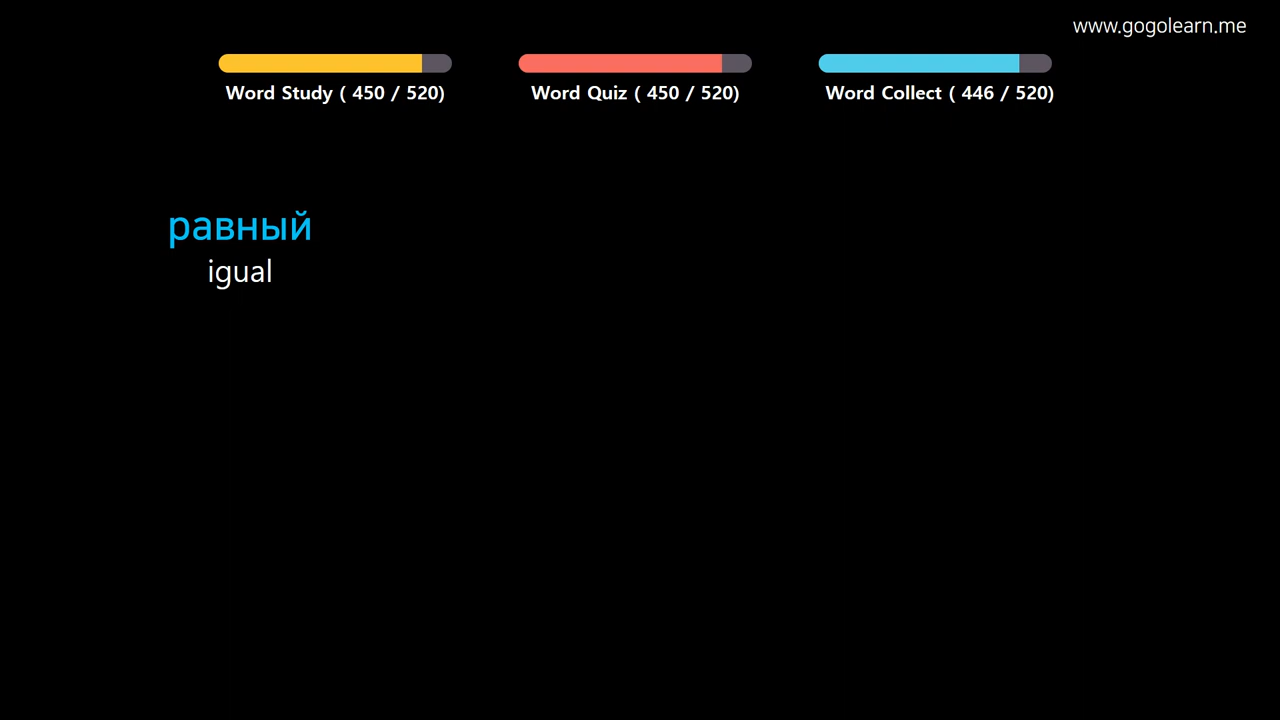 www.gogolearn.me
Word Study ( 450 / 520)
Word Quiz ( 450 / 520)
Word Collect ( 446 / 520)
равный
igual